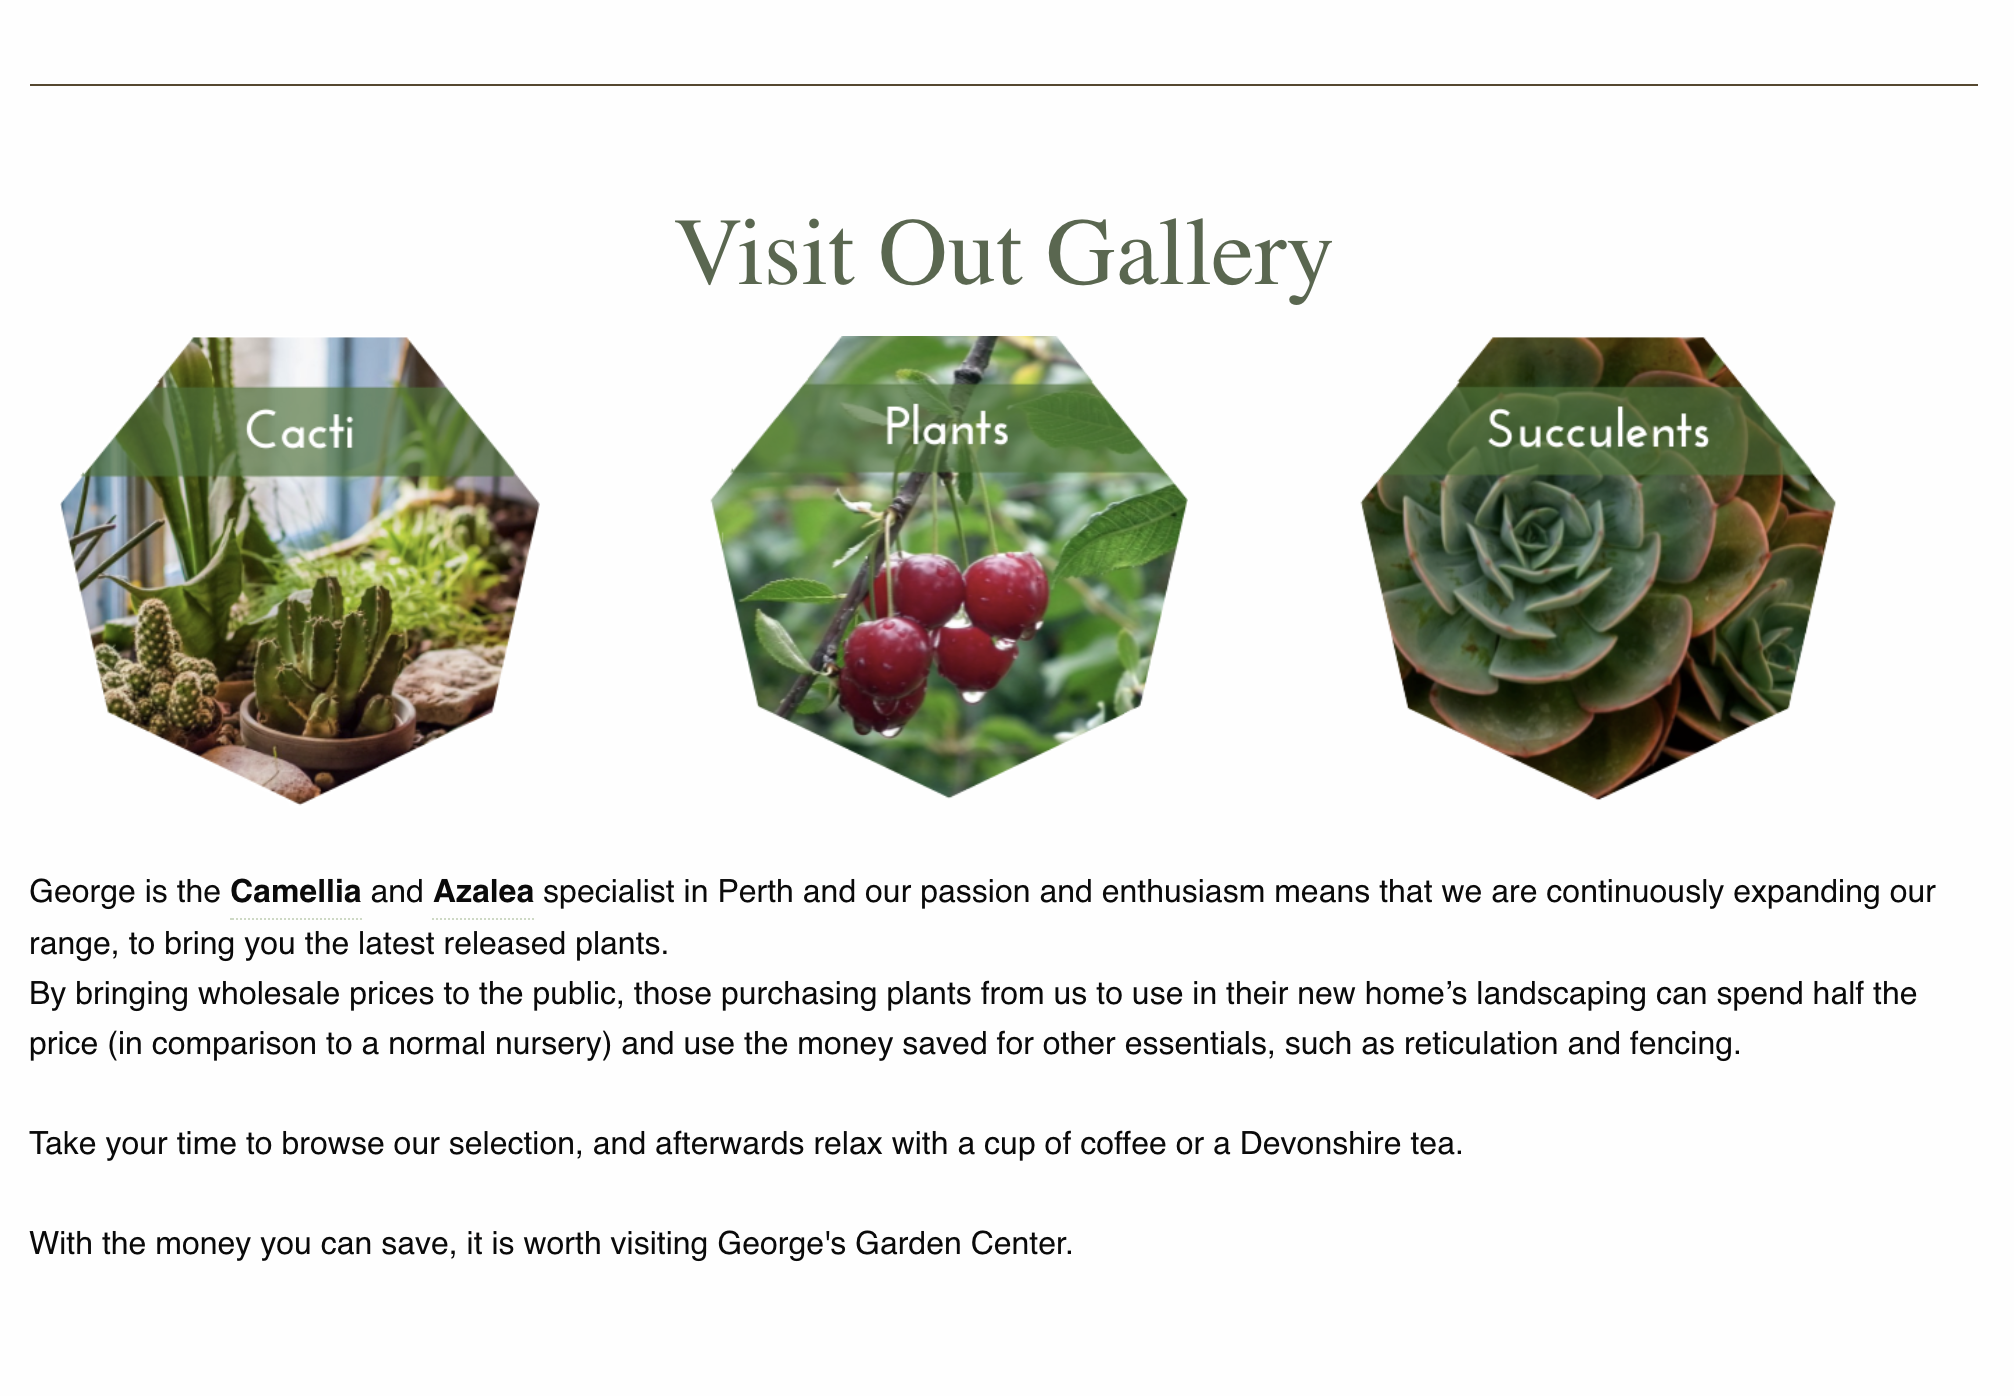 Visit Out Gallery
Cacti
Plants
Succulents
George is the Camellia and Azalea specialist in Perth and our passion and enthusiasm means that we are continuously expanding our
range, to bring you the latest released plants.
By bringing wholesale prices to the public, those purchasing plants from us to use in their new home’s landscaping can spend half the
price (in comparison to a normal nursery) and use the money saved for other essentials, such as reticulation and fencing.
Take your time to browse our selection, and afterwards relax with a cup of coffee or a Devonshire tea.
With the money you can save, it is worth visiting George's Garden Center.